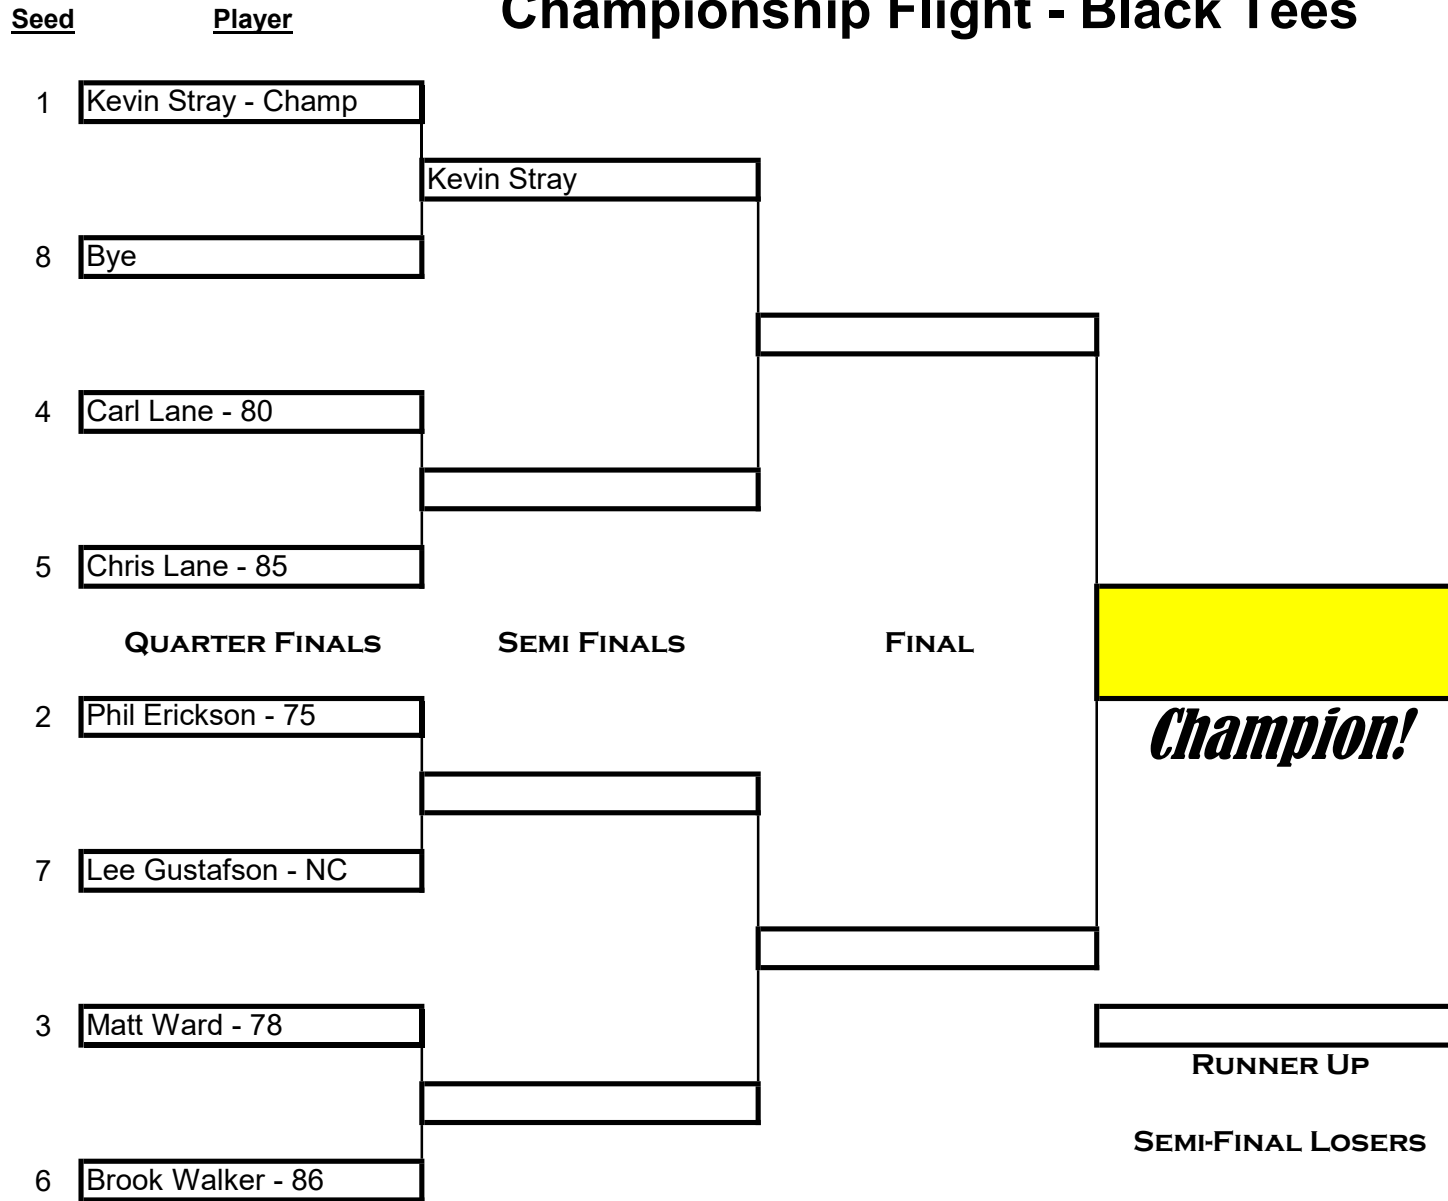 Championship Flight - Black Tees
Seed Player
1 Kevin Stray - Champ
Kevin Stray
8 Bye
4 Carl Lane - 80
5 Chris Lane - 85
QUARTER FINALS SEMI FINALS FINAL
2 Phil Erickson - 75
Champion!
7 Lee Gustafson - NC
3 Matt Ward - 78
RUNNER UP
SEMI-FINAL LOSERS
6 Brook Walker - 86